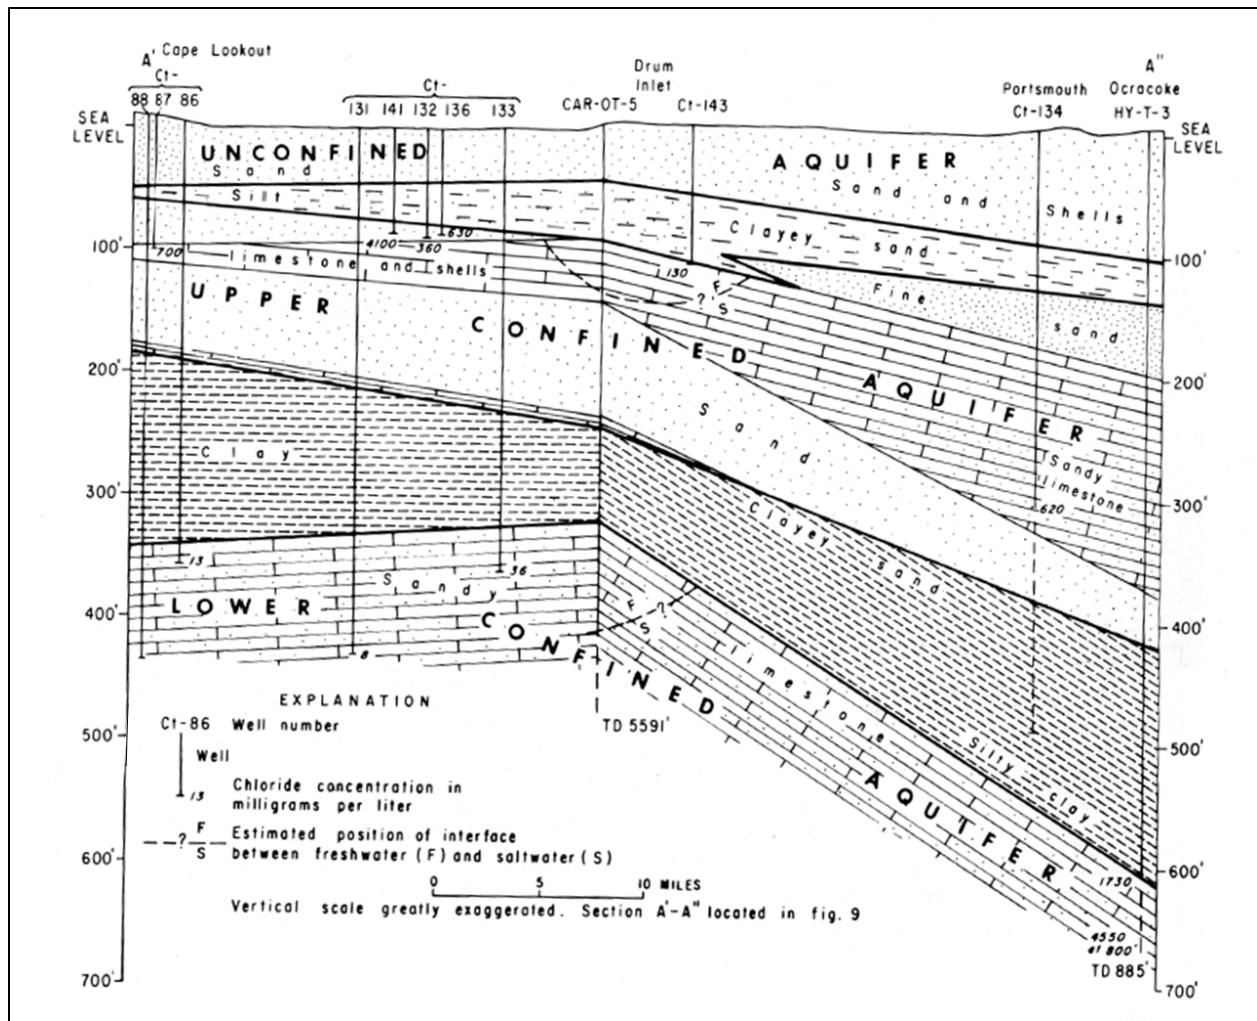 A' Cape Lookout
Ct-
88 87 86
Ct-
131 141 132 136 133
CAR-OT-5
Drum
Inlet
Ct-143
Portsmouth
Ct-134
A"
Ocracoke
HY-T-3
SEA
LEVEL
SEA
LEVEL
UNCONFINED
Sand
AQUIFER
Sand and Shells
Silt
Clayey sand
630
4100 360
700
100'
100'
limestone and shells
130
F
? S
Fine sand
UPPER CONFINED AQUIFER
200'
200'
Sand
Clay
Sandy
limestone
620
300'
300'
Clayey sand
13
36
Sandy
F ?
S
400'
400'
LOWER CONFINED AQUIFER
8
limestone
Silty clay
EXPLANATION
Ct-86 Well number
Well
13 Chloride concentration in
milligrams per liter
? F Estimated position of interface
S between freshwater (F) and saltwater (S)
TD 5591'
500'
500'
600'
600'
1730
0 5 10 MILES
Vertical scale greatly exaggerated. Section A'-A" located in fig. 9
4550
at 800'
TD 885'
700'
700'